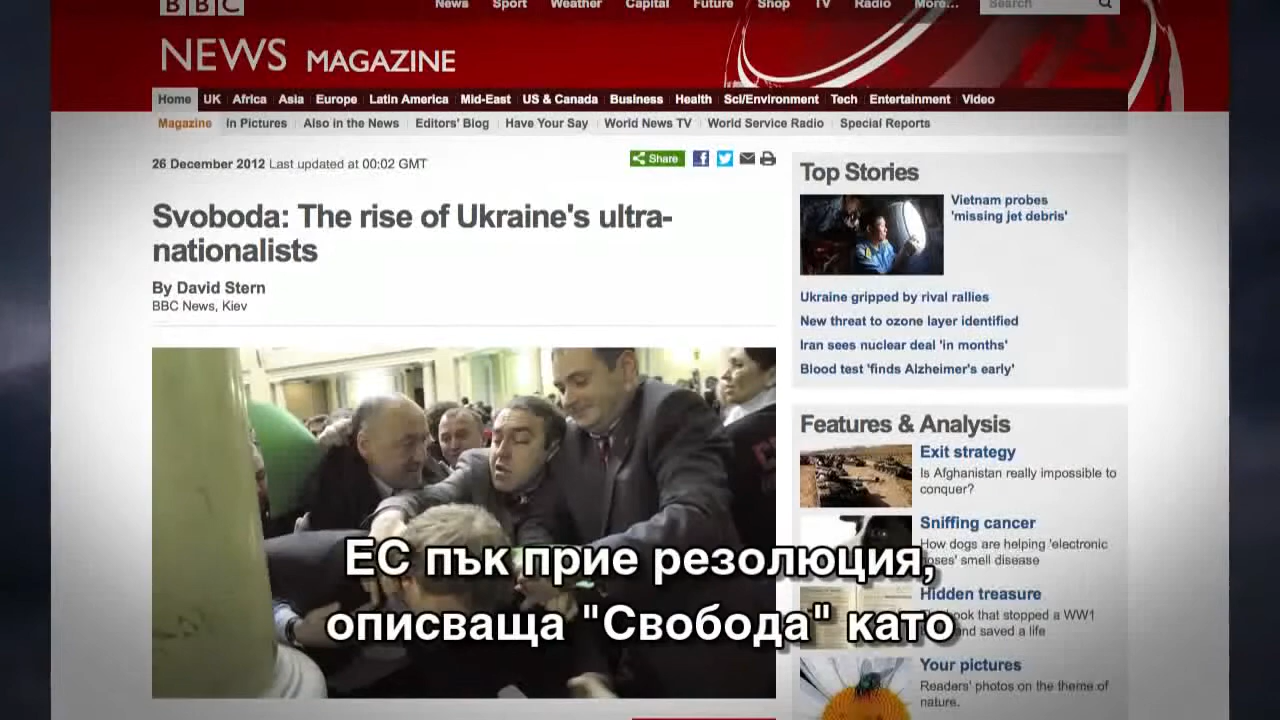 BBC
News Sport Weather Capital Future Shop TV Radio More... Search
NEWS MAGAZINE
Home UK Africa Asia Europe Latin America Mid-East US & Canada Business Health Sci/Environment Tech Entertainment Video
Magazine In Pictures Also in the News Editors' Blog Have Your Say World News TV World Service Radio Special Reports
26 December 2012 Last updated at 00:02 GMT
Share
Svoboda: The rise of Ukraine's ultra-
nationalists
By David Stern
BBC News, Kiev
Top Stories
Vietnam probes
'missing jet debris'
Ukraine gripped by rival rallies
New threat to ozone layer identified
Iran sees nuclear deal 'in months'
Blood test 'finds Alzheimer's early'
Features & Analysis
Exit strategy
Is Afghanistan really impossible to
conquer?
Sniffing cancer
How dogs are helping 'electronic
smell disease
Hidden treasure
that stopped a WW1
and saved a life
Your pictures
Readers' photos on the theme of
nature.
ЕС пък прие резолюция,
описваща "Свобода" като